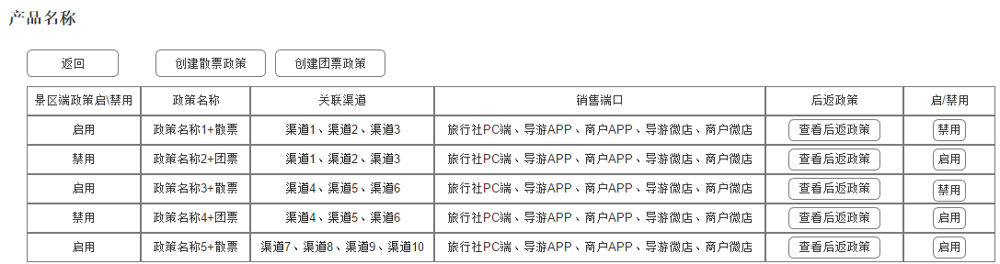 产品名称
返回 创建散票政策 创建团票政策
景区端政策启\禁用 政策名称 关联渠道 销售端口 后返政策 启/禁用
启用 政策名称1+散票 渠道1、渠道2、渠道3 旅行社PC端、导游APP、商户APP、导游微店、商户微店 查看后返政策 禁用
禁用 政策名称2+团票 渠道1、渠道2、渠道3 旅行社PC端、导游APP、商户APP、导游微店、商户微店 查看后返政策 启用
启用 政策名称3+散票 渠道4、渠道5、渠道6 旅行社PC端、导游APP、商户APP、导游微店、商户微店 查看后返政策 禁用
禁用 政策名称4+团票 渠道4、渠道5、渠道6 旅行社PC端、导游APP、商户APP、导游微店、商户微店 查看后返政策 启用
启用 政策名称5+散票 渠道7、渠道8、渠道9、渠道10 旅行社PC端、导游APP、商户APP、导游微店、商户微店 查看后返政策 启用